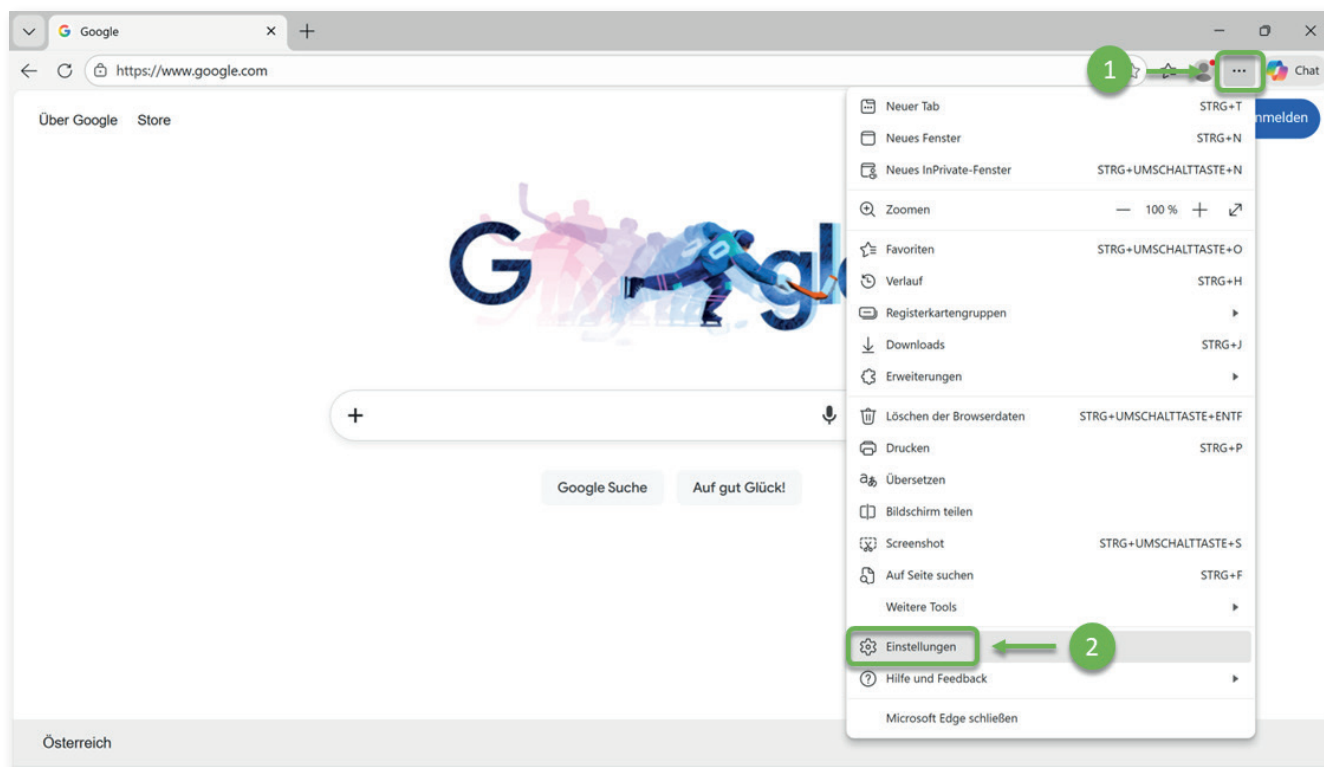 Google
https://www.google.com
1
Chat
Über Google Store
nmelden
Google
Neuer Tab STRG+T
Neues Fenster STRG+N
Neues InPrivate-Fenster STRG+UMSCHALTTASTE+N
Zoomen 100 %
Favoriten STRG+UMSCHALTTASTE+O
Verlauf STRG+H
Registerkartengruppen
Downloads STRG+J
Erweiterungen
Löschen der Browserdaten STRG+UMSCHALTTASTE+ENTF
Drucken STRG+P
Übersetzen
Bildschirm teilen
Screenshot STRG+UMSCHALTTASTE+S
Auf Seite suchen STRG+F
Weitere Tools
Einstellungen 2
Hilfe und Feedback
Microsoft Edge schließen
Google Suche Auf gut Glück!
Österreich